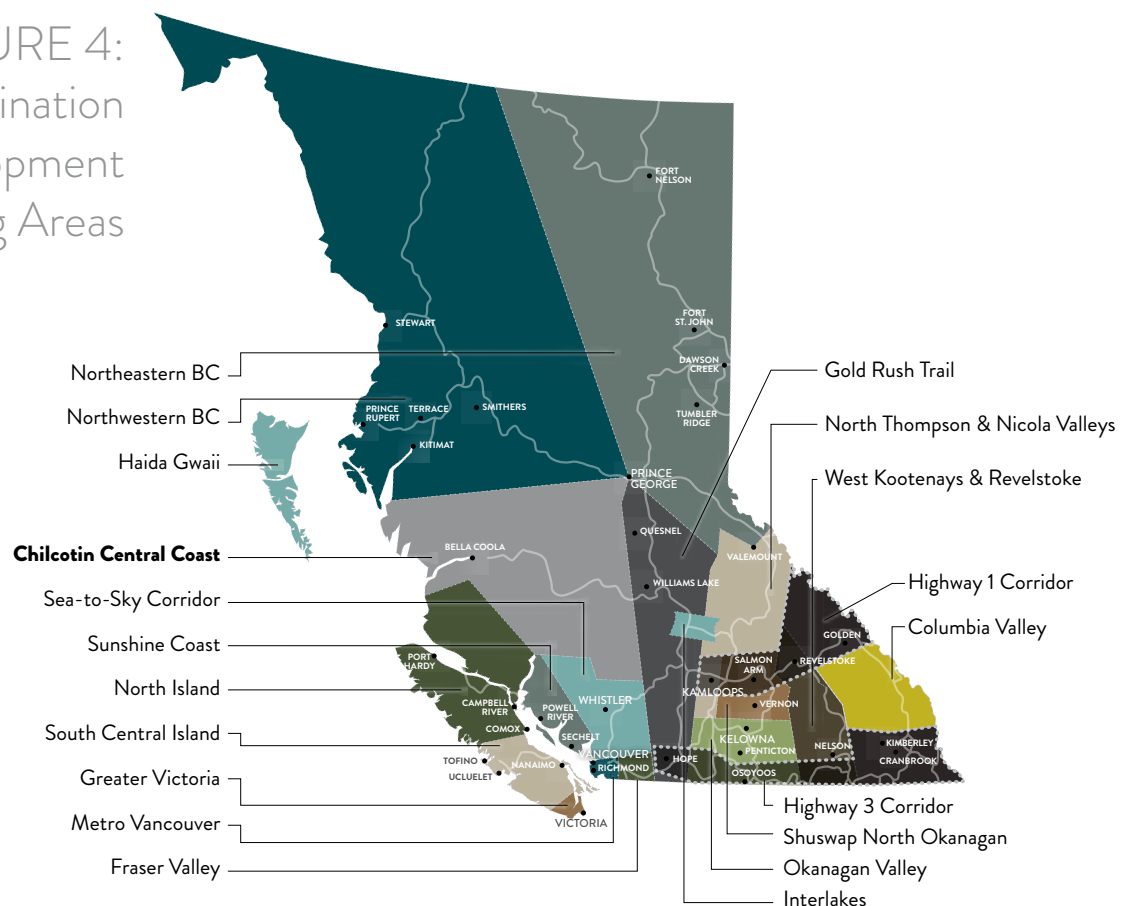 URE 4:
ination
opment
g Areas
FORT
NELSON
STEWART
FORT
ST. JOHN
DAWSON
CREEK
Northeastern BC
Gold Rush Trail
Northwestern BC
PRINCE
RUPERT
TERRACE
SMITHERS
TUMBLER
RIDGE
North Thompson & Nicola Valleys
KITIMAT
Haida Gwaii
PRINCE
GEORGE
West Kootenays & Revelstoke
QUESNEL
Chilcotin Central Coast
BELLA COOLA
VALEMOUNT
WILLIAMS LAKE
Highway 1 Corridor
Sea-to-Sky Corridor
Columbia Valley
GOLDEN
Sunshine Coast
PORT
HARDY
SALMON
ARM
REVELSTOKE
North Island
KAMLOOPS
WHISTLER
CAMPBELL
RIVER
POWELL
RIVER
VERNON
COMOX
South Central Island
SECHELT
KELOWNA
NELSON
KIMBERLEY
PENTICTON
TOFINO
VANCOUVER
HOPE
CRANBROOK
NANAIMO
RICHMOND
UCLUELET
OSOYOOS
Greater Victoria
Highway 3 Corridor
VICTORIA
Metro Vancouver
Shuswap North Okanagan
Fraser Valley
Okanagan Valley
Interlakes